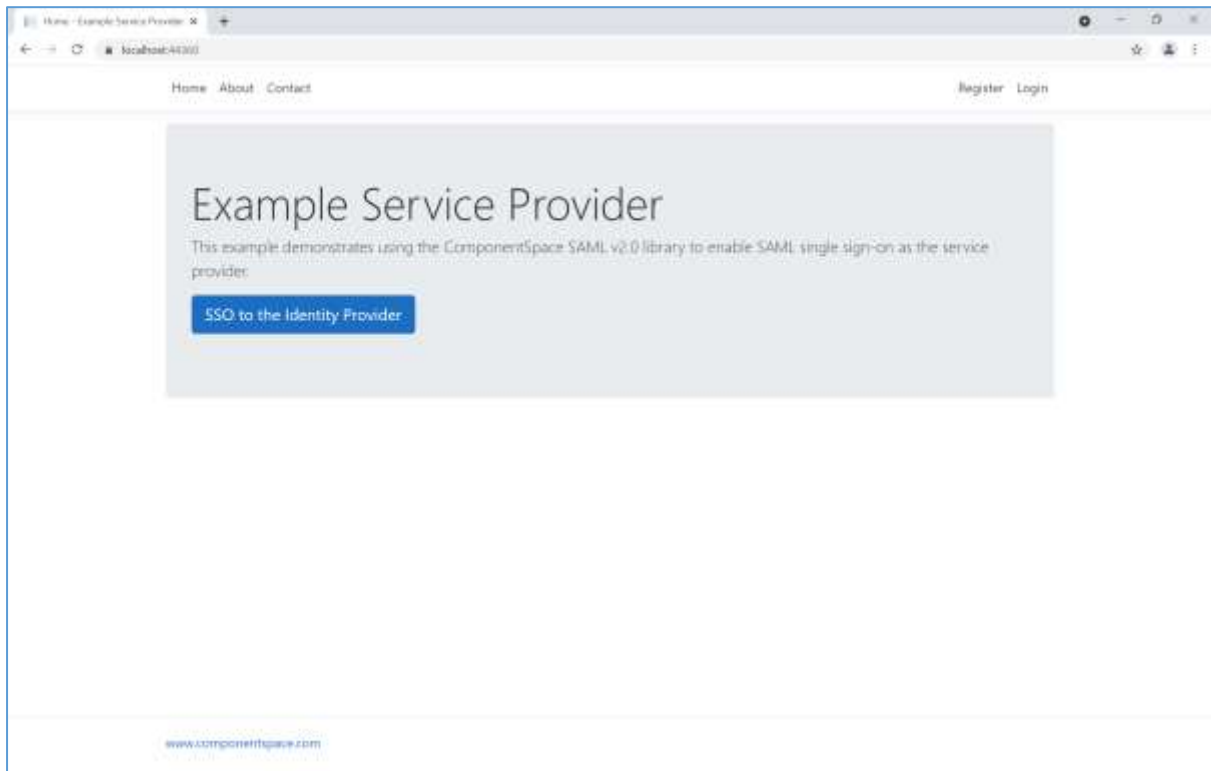 Home - Example Service Provider
localhost:44360
Home About Contact
Register Login
Example Service Provider
This example demonstrates using the ComponentSpace SAML v2.0 library to enable SAML single sign-on as the service
provider.
SSO to the Identity Provider
www.componentspace.com